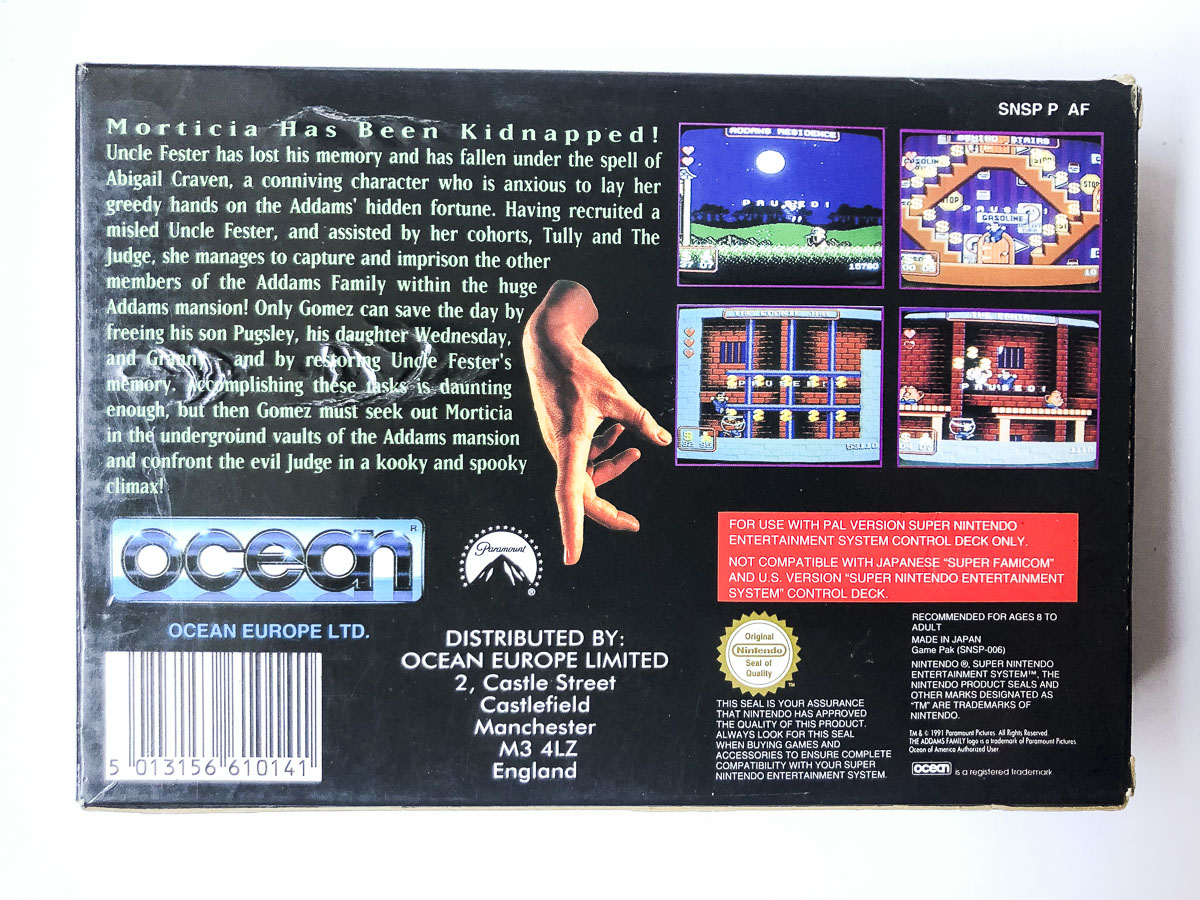 SNSP P AF
Morticia Has Been Kidnapped!
Uncle Fester has lost his memory and has fallen under the spell of
Abigail Craven, a conniving character who is anxious to lay her
greedy hands on the Addams' hidden fortune. Having recruited a
misled Uncle Fester, and assisted by her cohorts, Tully and The
Judge, she manages to capture and imprison the other
members of the Addams Family within the huge
Addams mansion! Only Gomez can save the day by
freeing his son Pugsley, his daughter Wednesday,
and Granny, and by restoring Uncle Fester's
memory. Accomplishing these tasks is daunting
enough, but then Gomez must seek out Morticia
in the underground vaults of the Addams mansion
and confront the evil Judge in a kooky and spooky
climax!
ADDAMS RESIDENCE
PAUSED!
15790
BEHIND STAIRS
GASOLINE
STOP
STOP
STOP
PAUSED!
GASOLINE
10
PAUSED!
PAUSED!
ocean®
OCEAN EUROPE LTD.
Paramount
®
5 013156 610141
DISTRIBUTED BY:
OCEAN EUROPE LIMITED
2, Castle Street
Castlefield
Manchester
M3 4LZ
England
FOR USE WITH PAL VERSION SUPER NINTENDO
ENTERTAINMENT SYSTEM CONTROL DECK ONLY.
NOT COMPATIBLE WITH JAPANESE "SUPER FAMICOM"
AND U.S. VERSION "SUPER NINTENDO ENTERTAINMENT
SYSTEM" CONTROL DECK.
Original
Nintendo
Seal of
Quality
TM
THIS SEAL IS YOUR ASSURANCE
THAT NINTENDO HAS APPROVED
THE QUALITY OF THIS PRODUCT.
ALWAYS LOOK FOR THIS SEAL
WHEN BUYING GAMES AND
ACCESSORIES TO ENSURE COMPLETE
COMPATIBILITY WITH YOUR SUPER
NINTENDO ENTERTAINMENT SYSTEM.
RECOMMENDED FOR AGES 8 TO
ADULT
MADE IN JAPAN
Game Pak (SNSP-006)
NINTENDO ®, SUPER NINTENDO
ENTERTAINMENT SYSTEM™, THE
NINTENDO PRODUCT SEALS AND
OTHER MARKS DESIGNATED AS
"TM" ARE TRADEMARKS OF
NINTENDO.
TM & © 1991 Paramount Pictures. All Rights Reserved.
THE ADDAMS FAMILY logo is a trademark of Paramount Pictures.
Ocean of America Authorized User.
ocean is a registered trademark